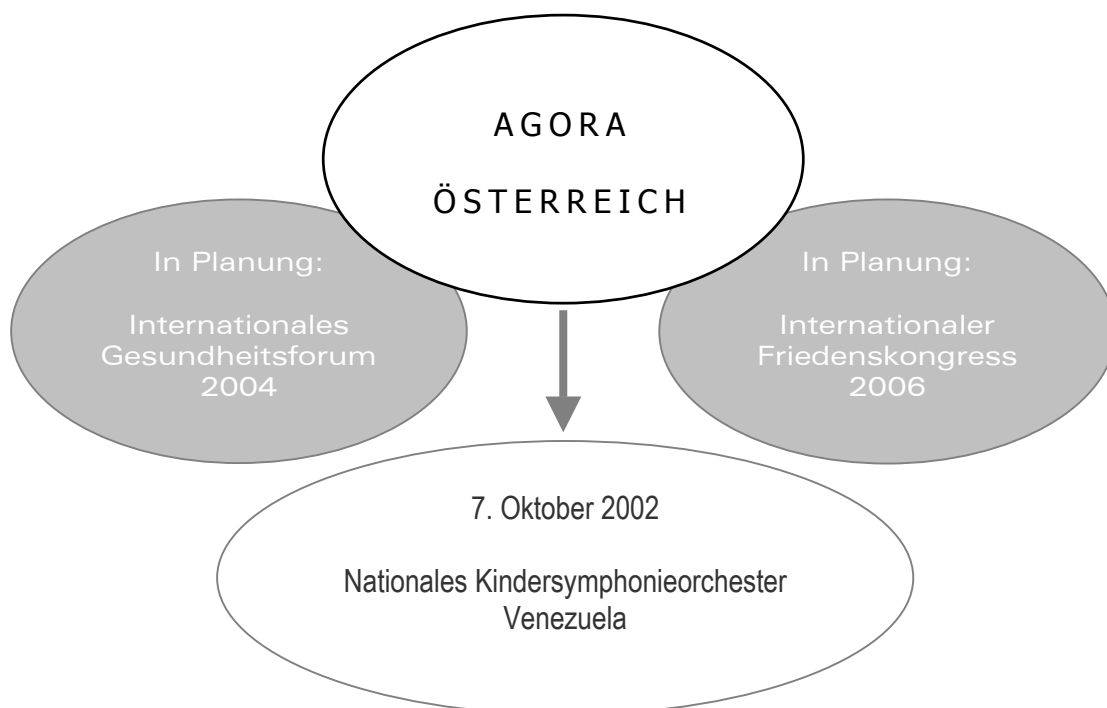 AGORA
ÖSTERREICH
In Planung:
Internationales
Gesundheitsforum
2004
In Planung:
Internationaler
Friedenskongress
2006
7. Oktober 2002
Nationales Kindersymphonieorchester
Venezuela